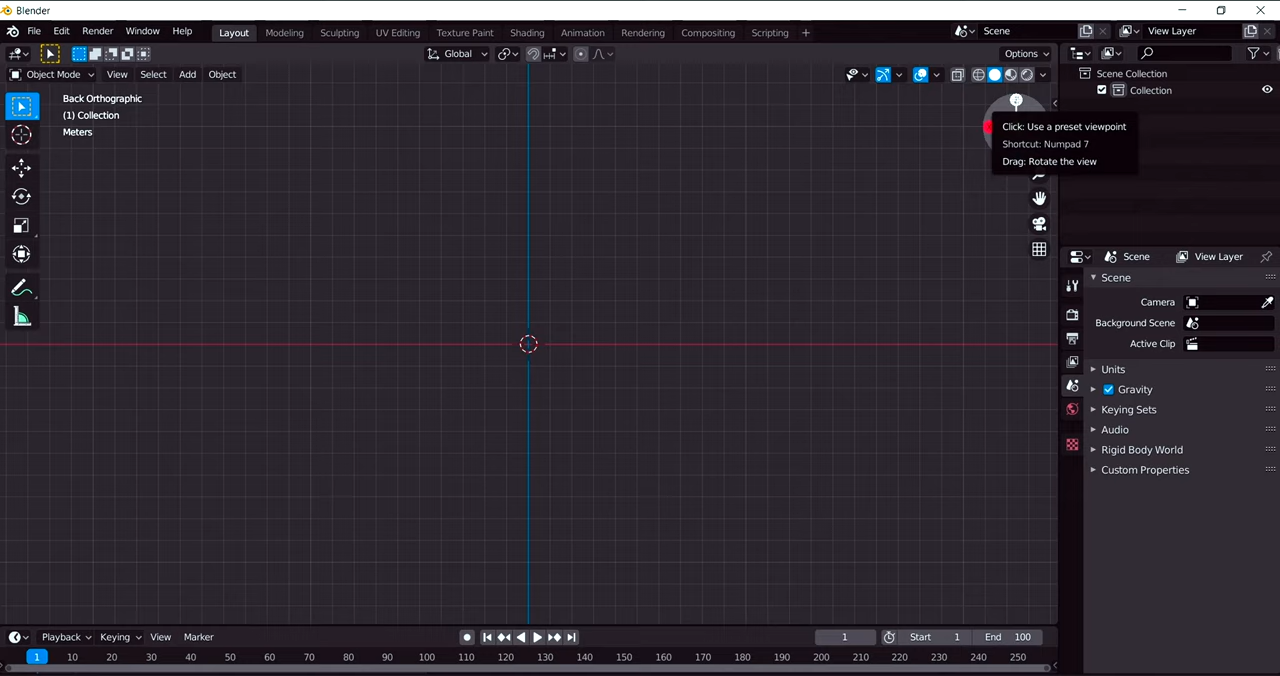 Blender
File Edit Render Window Help Layout Modeling Sculpting UV Editing Texture Paint Shading Animation Rendering Compositing Scripting + Scene View Layer
Global Options
Object Mode View Select Add Object
Back Orthographic
(1) Collection
Meters
Click: Use a preset viewpoint
Shortcut: Numpad 7
Drag: Rotate the view
Scene Collection
Collection
Scene View Layer
Scene
Camera
Background Scene
Active Clip
Units
Gravity
Keying Sets
Audio
Rigid Body World
Custom Properties
Playback Keying View Marker 1 Start 1 End 100
1 10 20 30 40 50 60 70 80 90 100 110 120 130 140 150 160 170 180 190 200 210 220 230 240 250